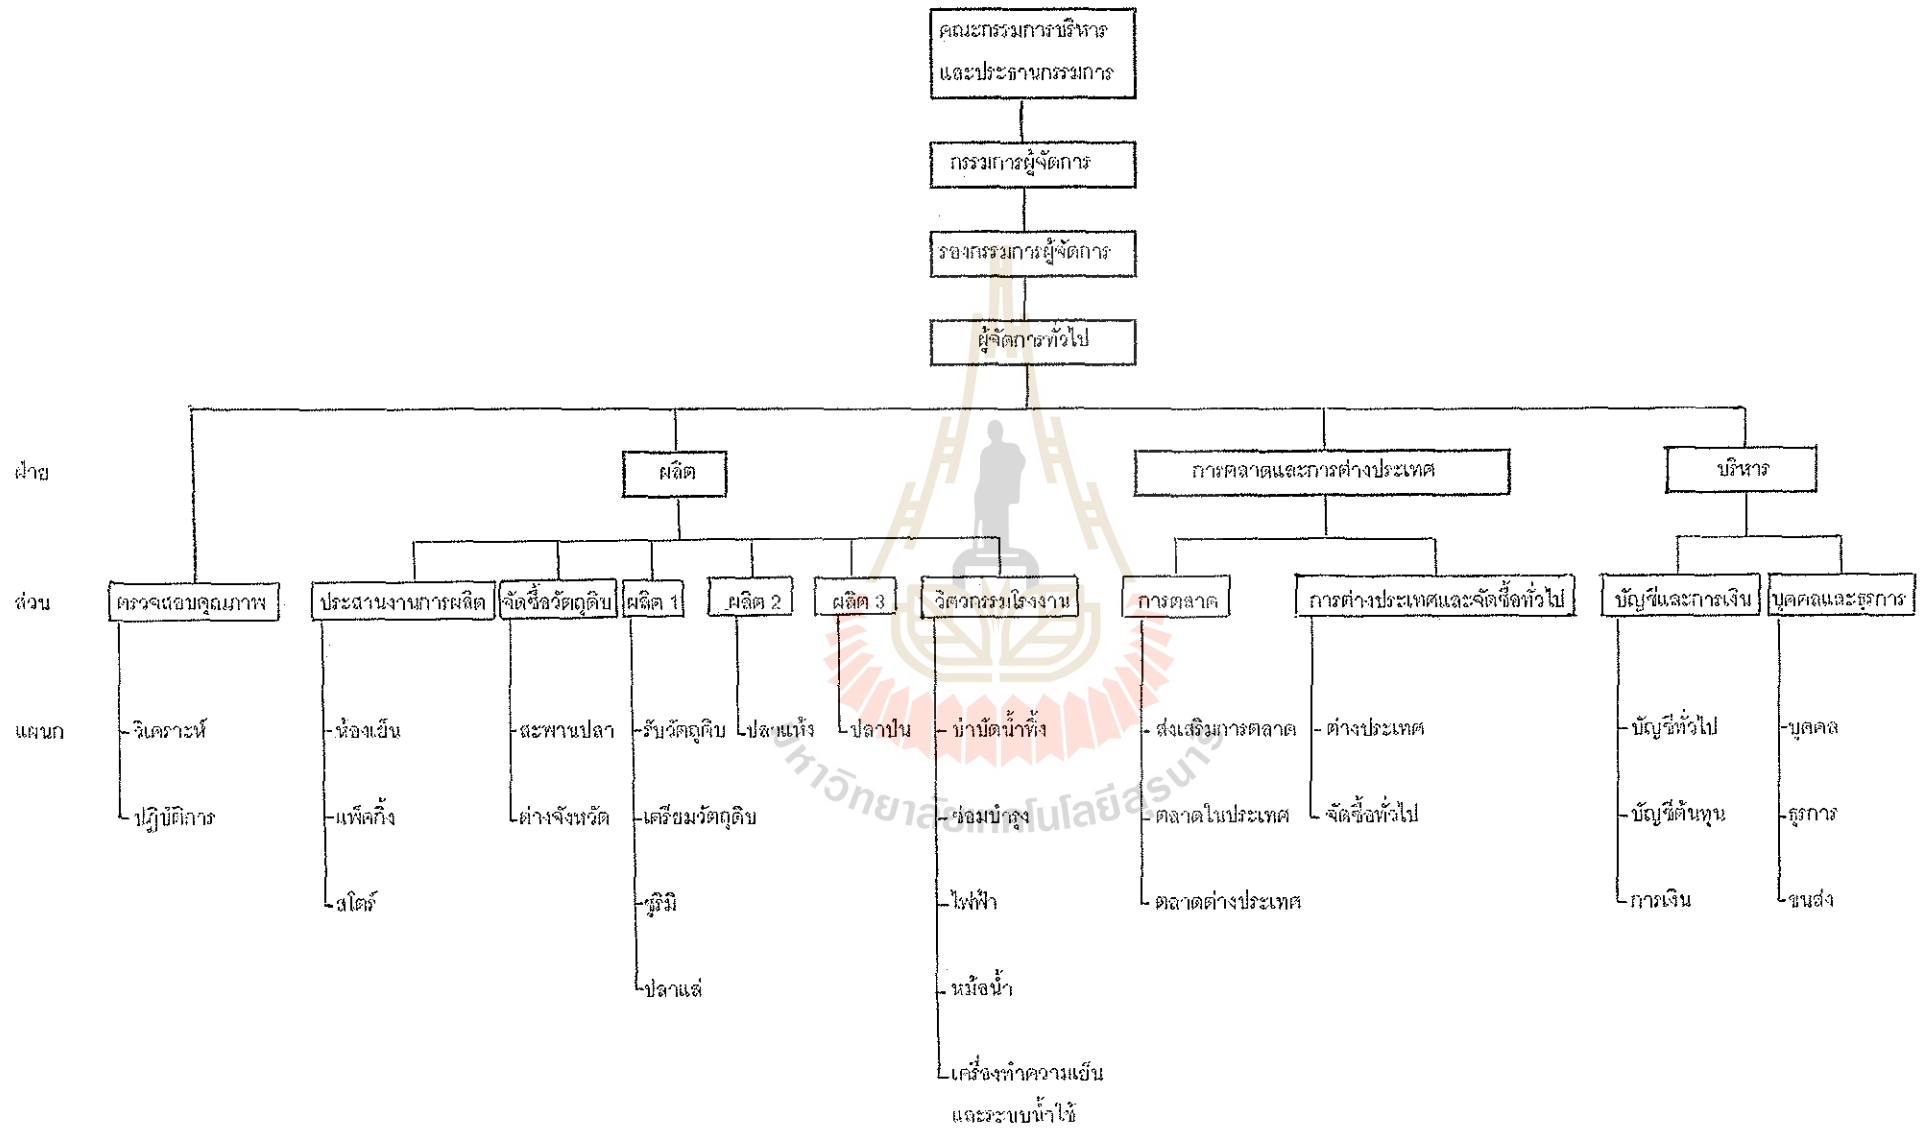 คณะกรรมการบริหาร
และประธานกรรมการ
กรรมการผู้จัดการ
รองกรรมการผู้จัดการ
ผู้จัดการทั่วไป
ฝ่าย
ผลิต
การตลาดและการต่างประเทศ
บริหาร
ส่วน
ตรวจสอบคุณภาพ
ประสานงานการผลิต
จัดซื้อวัตถุดิบ
ผลิต 1
ผลิต 2
ผลิต 3
วิศวกรรมโรงงาน
การตลาด
การต่างประเทศและจัดซื้อทั่วไป
บัญชีและการเงิน
บุคคลและธุรการ
แผนก
วิเคราะห์
ห้องเย็น
สะพานปลา
รับวัตถุดิบ
ปลาแห้ง
ปลาป่น
บำบัดน้ำทิ้ง
ส่งเสริมการตลาด
ต่างประเทศ
บัญชีทั่วไป
บุคคล
ปฏิบัติการ
แพ็คกิ้ง
ต่างจังหวัด
เตรียมวัตถุดิบ
ซ่อมบำรุง
ตลาดในประเทศ
จัดซื้อทั่วไป
บัญชีต้นทุน
ธุรการ
สโตร์
ซูริมิ
ไฟฟ้า
ตลาดต่างประเทศ
การเงิน
ขนส่ง
ปลาแล่
หม้อน้ำ
เครื่องทำความเย็น
และระบบน้ำใช้
มหาวิทยาลัยเทคโนโลยีสุรนารี